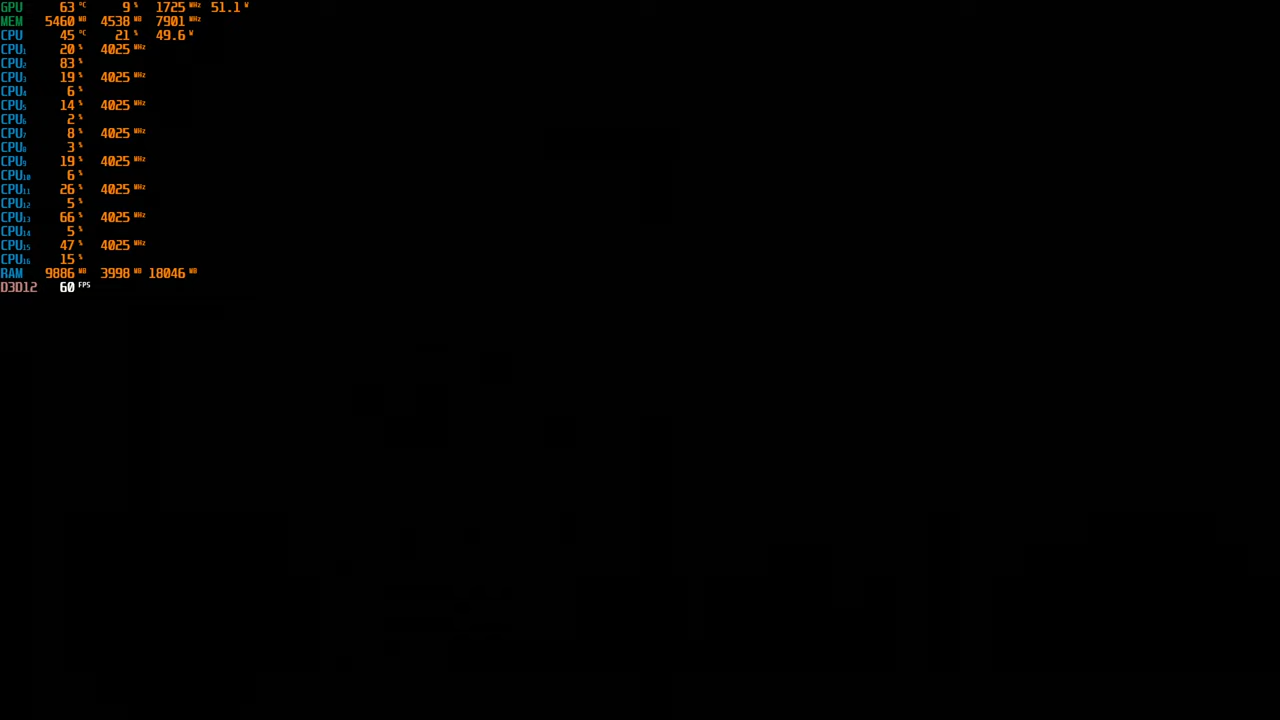 GPU 63 °C 9 % 1725 MHz 51.1 W
MEM 5460 MB 4538 MB 7901 MHz
CPU 45 °C 21 % 49.6 W
CPU1 20 % 4025 MHz
CPU2 83 %
CPU3 19 % 4025 MHz
CPU4 6 %
CPU5 14 % 4025 MHz
CPU6 2 %
CPU7 8 % 4025 MHz
CPU8 3 %
CPU9 19 % 4025 MHz
CPU10 6 %
CPU11 26 % 4025 MHz
CPU12 5 %
CPU13 66 % 4025 MHz
CPU14 5 %
CPU15 47 % 4025 MHz
CPU16 15 %
RAM 9886 MB 3998 MB 18046 MB
D3D12 60 FPS